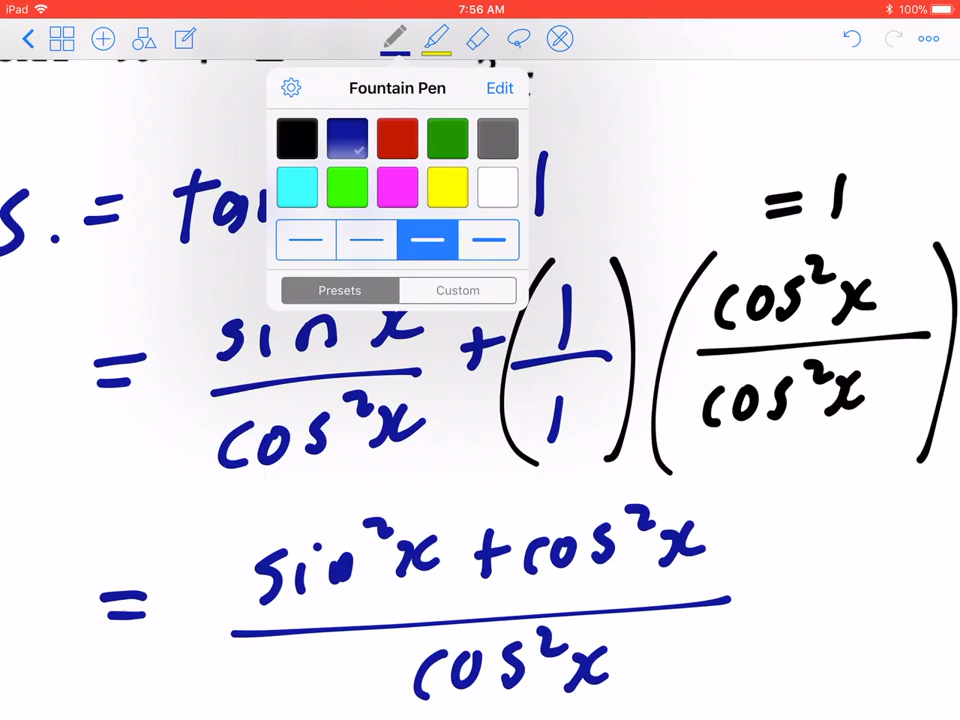 iPad 7:56 AM 100%
Fountain Pen Edit
Presets Custom
S. = tan 1 = 1
= sin x / cos²x + (1/1) (cos²x / cos²x)
= sin²x + cos²x / cos²x